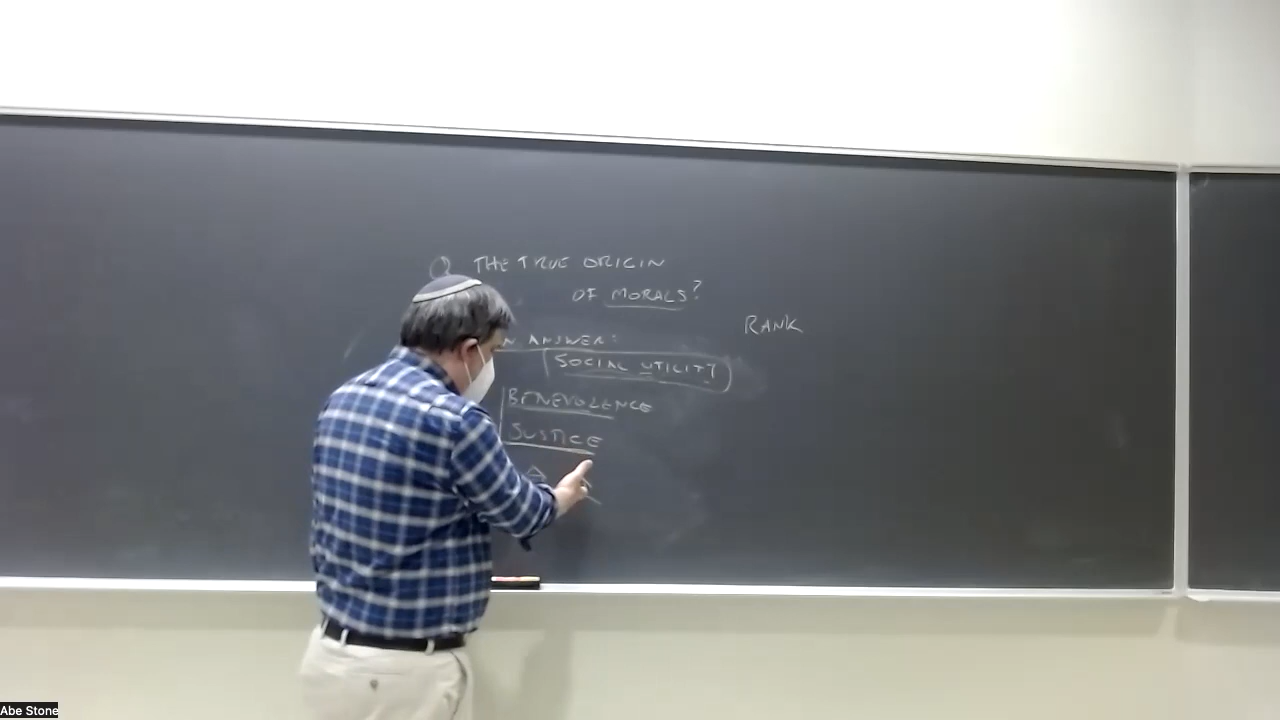 Q THE TRUE ORIGIN
OF MORALS?
RANK
ANSWER:
SOCIAL UTILITY
BENEVOLENCE
JUSTICE
Abe Stone